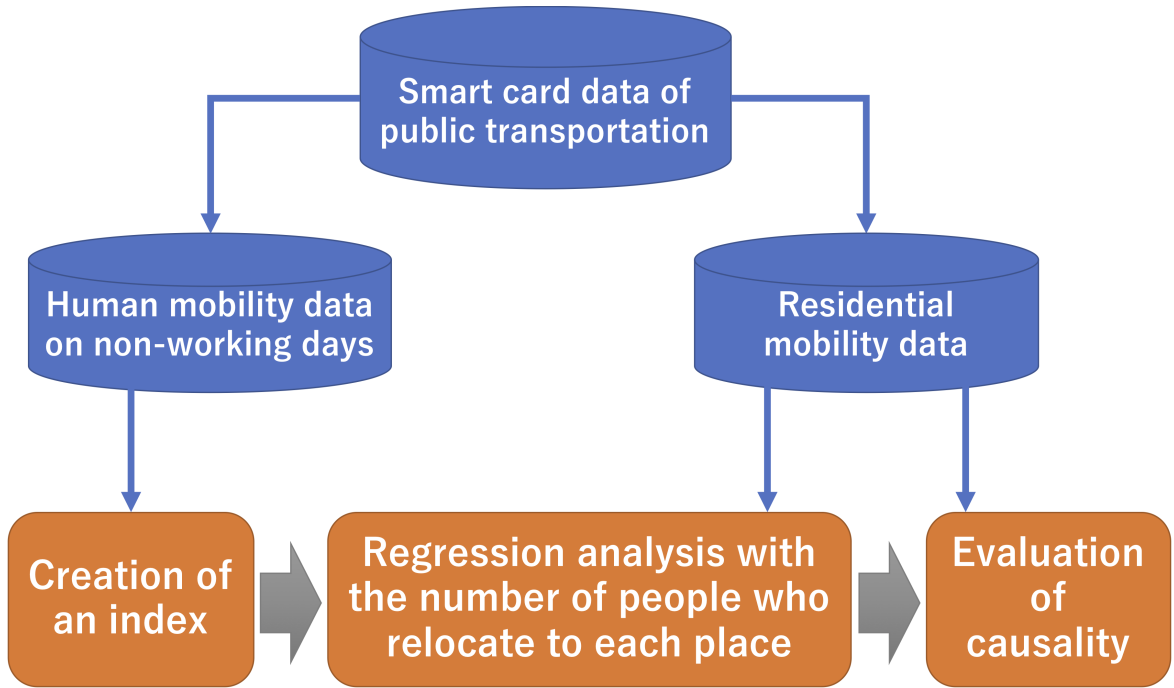 Smart card data of
public transportation
Human mobility data
on non-working days
Residential
mobility data
Creation of
an index
Regression analysis with
the number of people who
relocate to each place
Evaluation
of
causality